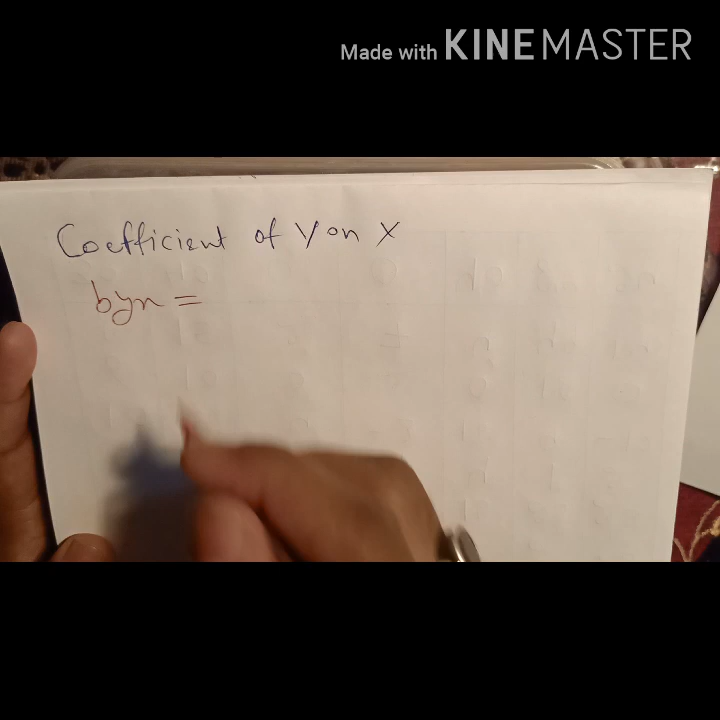 Made with KINEMASTER
Coefficient of Y on X
byx =